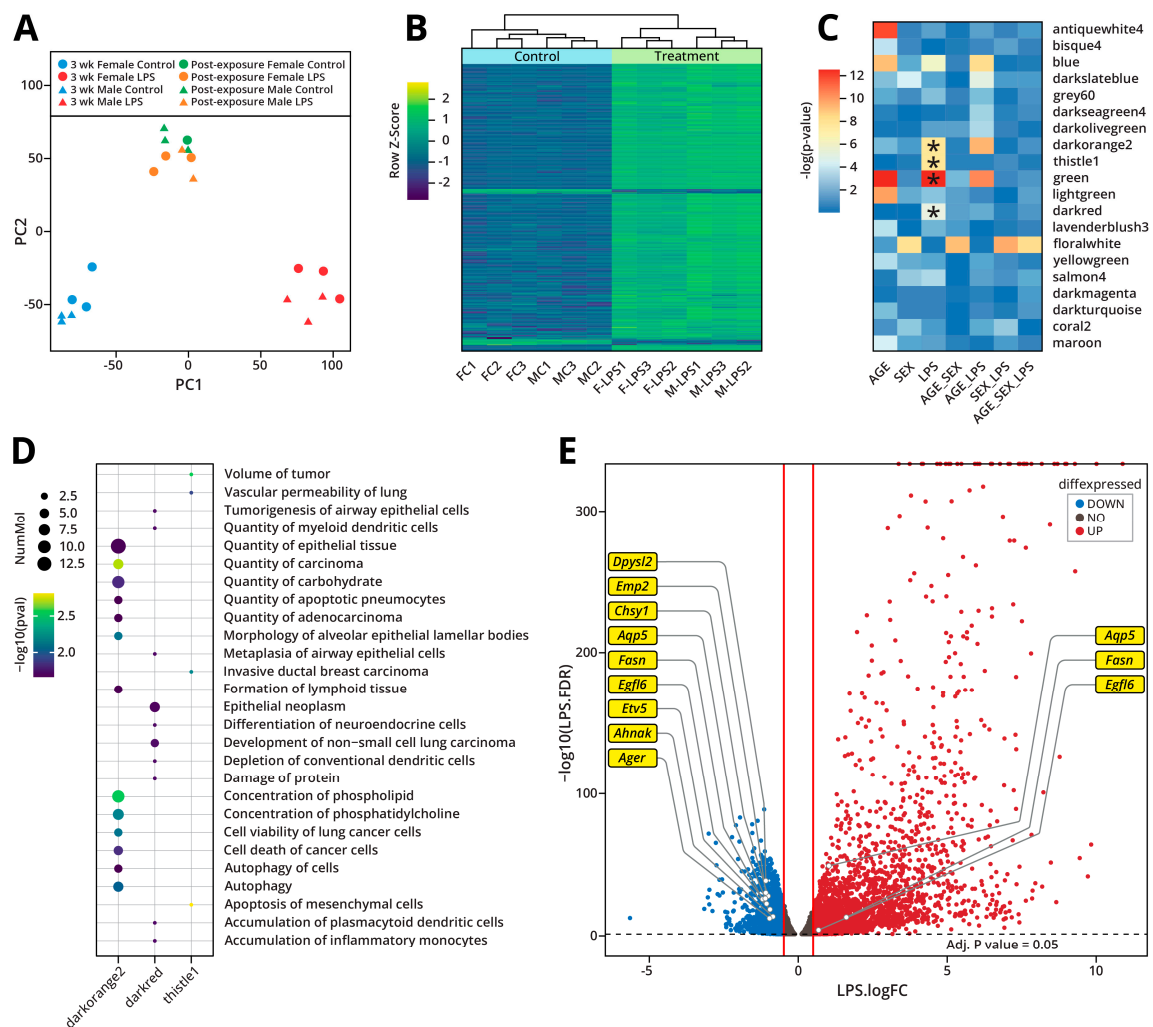 A
3 wk Female Control
Post-exposure Female Control
3 wk Female LPS
Post-exposure Female LPS
3 wk Male Control
Post-exposure Male Control
3 wk Male LPS
Post-exposure Male LPS
100
50
0
-50
PC2
-50
0
50
100
PC1
B
Row Z-Score
2
1
0
-1
-2
Control
Treatment
FC1
FC2
FC3
MC1
MC3
MC2
F-LPS1
F-LPS3
F-LPS2
M-LPS1
M-LPS3
M-LPS2
C
-log(p-value)
12
10
8
6
4
2
*
*
*
*
antiquewhite4
bisque4
blue
darkslateblue
grey60
darkseagreen4
darkolivegreen
darkorange2
thistle1
green
lightgreen
darkred
lavenderblush3
floralwhite
yellowgreen
salmon4
darkmagenta
darkturquoise
coral2
maroon
AGE
SEX
LPS
AGE_SEX
AGE_LPS
SEX_LPS
AGE_SEX_LPS
D
NumMol
2.5
5.0
7.5
10.0
12.5
−log10(pval)
2.5
2.0
Volume of tumor
Vascular permeability of lung
Tumorigenesis of airway epithelial cells
Quantity of myeloid dendritic cells
Quantity of epithelial tissue
Quantity of carcinoma
Quantity of carbohydrate
Quantity of apoptotic pneumocytes
Quantity of adenocarcinoma
Morphology of alveolar epithelial lamellar bodies
Metaplasia of airway epithelial cells
Invasive ductal breast carcinoma
Formation of lymphoid tissue
Epithelial neoplasm
Differentiation of neuroendocrine cells
Development of non−small cell lung carcinoma
Depletion of conventional dendritic cells
Damage of protein
Concentration of phospholipid
Concentration of phosphatidylcholine
Cell viability of lung cancer cells
Cell death of cancer cells
Autophagy of cells
Autophagy
Apoptosis of mesenchymal cells
Accumulation of plasmacytoid dendritic cells
Accumulation of inflammatory monocytes
darkorange2
darkred
thistle1
E
−log10(LPS.FDR)
300
200
100
0
diffexpressed
DOWN
NO
UP
Dpysl2
Emp2
Chsy1
Aqp5
Fasn
Egfl6
Etv5
Ahnak
Ager
Aqp5
Fasn
Egfl6
Adj. P value = 0.05
-5
0
5
10
LPS.logFC